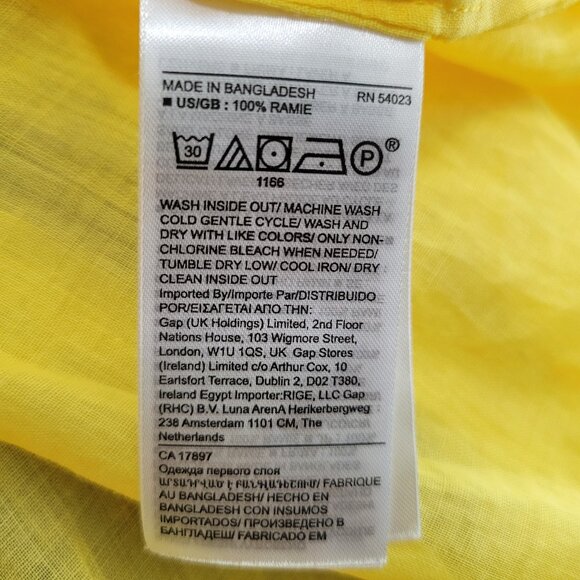 MADE IN BANGLADESH RN 54023
■ US/GB : 100% RAMIE
30 P ®
1166
WASH INSIDE OUT/ MACHINE WASH
COLD GENTLE CYCLE/ WASH AND
DRY WITH LIKE COLORS/ ONLY NON-
CHLORINE BLEACH WHEN NEEDED/
TUMBLE DRY LOW/ COOL IRON/ DRY
CLEAN INSIDE OUT
Imported By/Importe Par/DISTRIBUIDO
POR/ΕΙΣΑΓΕΤΑΙ ΑΠΟ ΤΗΝ:
Gap (UK Holdings) Limited, 2nd Floor
Nations House, 103 Wigmore Street,
London, W1U 1QS, UK Gap Stores
(Ireland) Limited c/o Arthur Cox, 10
Earlsfort Terrace, Dublin 2, D02 T380,
Ireland Egypt Importer:RIGE, LLC Gap
(RHC) B.V. Luna ArenA Herikerbergweg
238 Amsterdam 1101 CM, The
Netherlands
CA 17897
Одежда первого слоя
ԱՐՏԱԴՐՎԱԾ Է ԲԱՆԳԼԱԴԵՇՈՒՄ/ FABRIQUE
AU BANGLADESH/ HECHO EN
BANGLADESH CON INSUMOS
IMPORTADOS/ ПРОИЗВЕДЕНО В
БАНГЛАДЕШ/ FABRICADO EM